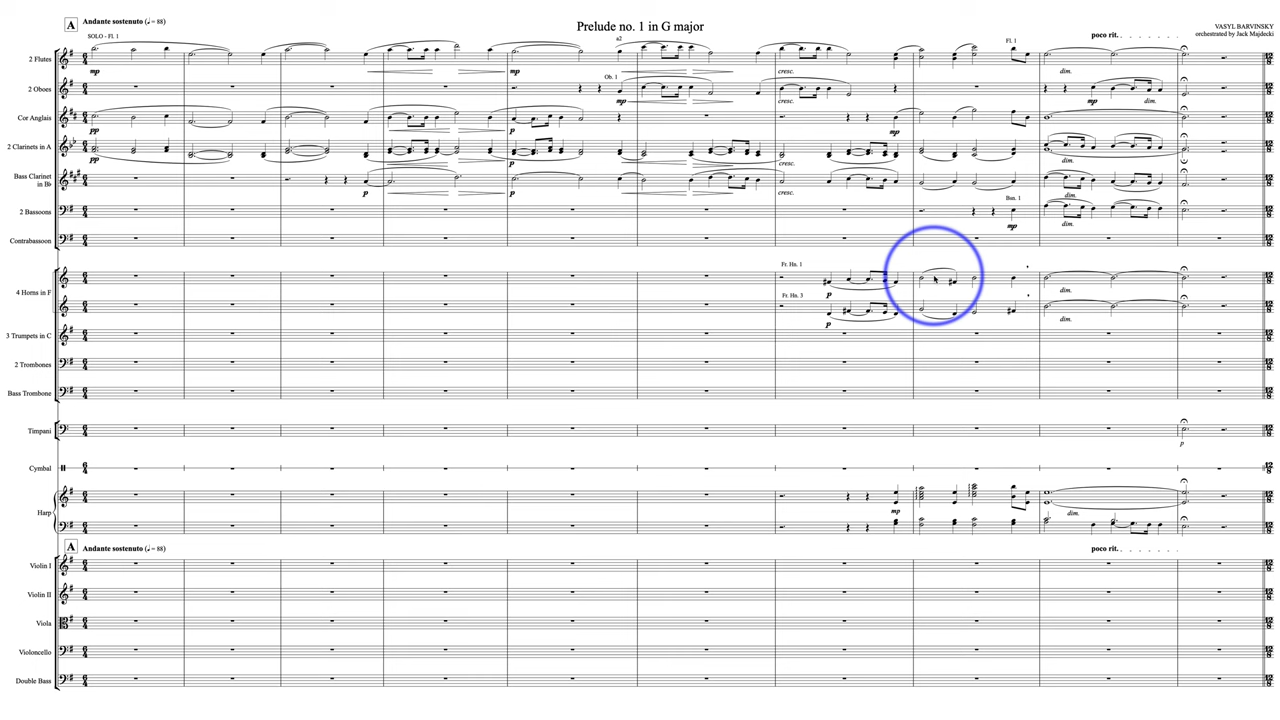 Prelude no. 1 in G major
VASYL BARVINSKY
orchestrated by Jack Majdecki
A Andante sostenuto (♩ = 88)
poco rit.
SOLO - Fl. 1
a2
Fl. 1
2 Flutes
mp
mp
cresc.
dim.
Ob. 1
2 Oboes
mp
cresc.
mp
dim.
Cor Anglais
pp
p
mp
2 Clarinets in A
pp
p
cresc.
dim.
Bass Clarinet
in B♭
p
p
cresc.
dim.
Bsn. 1
2 Bassoons
mp
dim.
Contrabassoon
Fr. Hn. 1
p
dim.
4 Horns in F
Fr. Hn. 3
p
dim.
3 Trumpets in C
2 Trombones
Bass Trombone
Timpani
p
Cymbal
Harp
mp
dim.
A Andante sostenuto (♩ = 88)
poco rit.
Violin I
Violin II
Viola
Violoncello
Double Bass